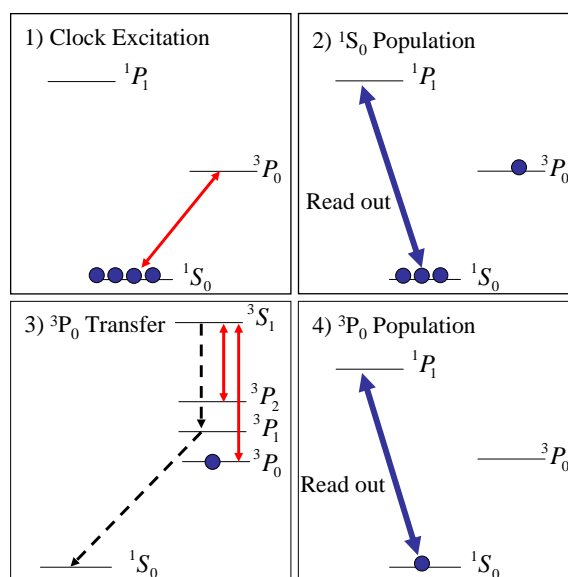 1) Clock Excitation
¹P₁
³P₀
¹S₀
2) ¹S₀ Population
¹P₁
³P₀
Read out
¹S₀
3) ³P₀ Transfer
³S₁
³P₂
³P₁
³P₀
¹S₀
4) ³P₀ Population
¹P₁
³P₀
Read out
¹S₀